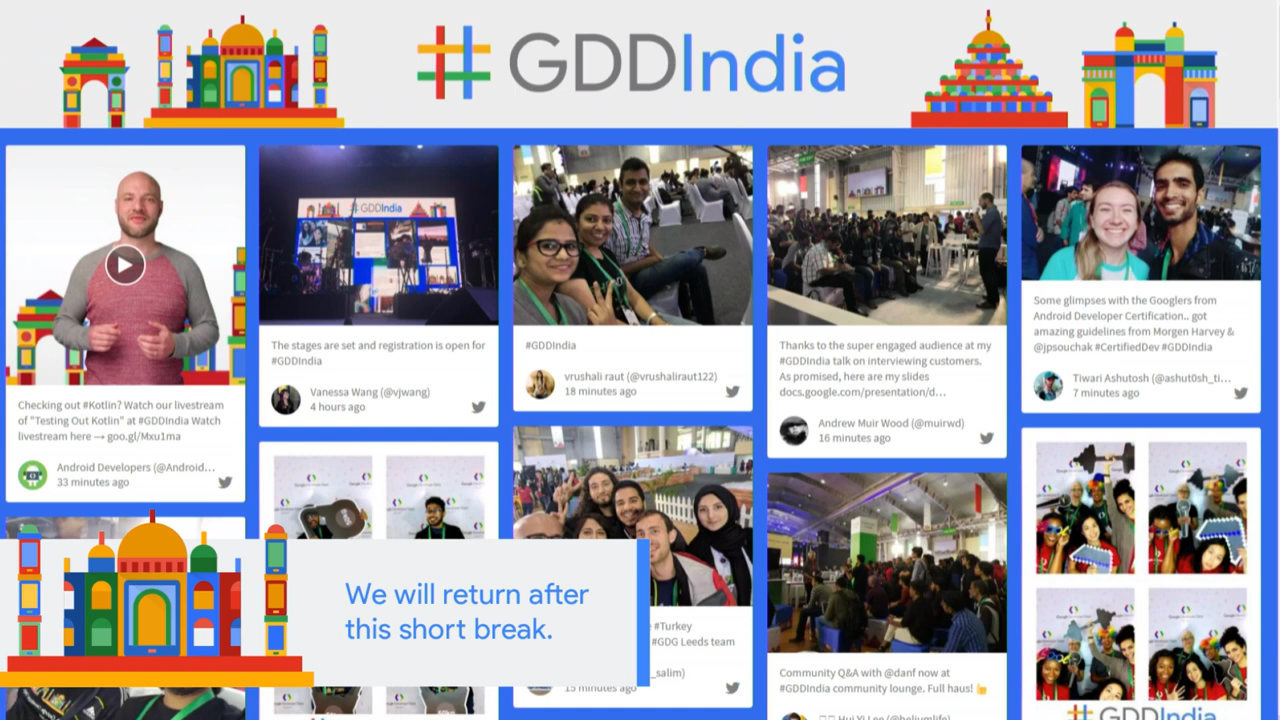 #GDDIndia
Checking out #Kotlin? Watch our livestream
of "Testing Out Kotlin" at #GDDIndia Watch
livestream here → goo.gl/Mxu1ma
Android Developers (@Android...
33 minutes ago
#GDDIndia
The stages are set and registration is open for
#GDDIndia
Vanessa Wang (@vjwang)
4 hours ago
#GDDIndia
vrushali raut (@vrushaliraut122)
18 minutes ago
Thanks to the super engaged audience at my
#GDDIndia talk on interviewing customers.
As promised, here are my slides
docs.google.com/presentation/d...
Andrew Muir Wood (@muirwd)
16 minutes ago
Some glimpses with the Googlers from
Android Developer Certification.. got
amazing guidelines from Morgen Harvey &
@jpsouchak #CertifiedDev #GDDIndia
Tiwari Ashutosh (@ashut0sh_ti...
7 minutes ago
We will return after
this short break.
#Turkey
#GDG Leeds team
_salim)
15 minutes ago
Community Q&A with @danf now at
#GDDIndia community lounge. Full haus!
Hui Yi Lee (@heliumlife)
#GDDIndia